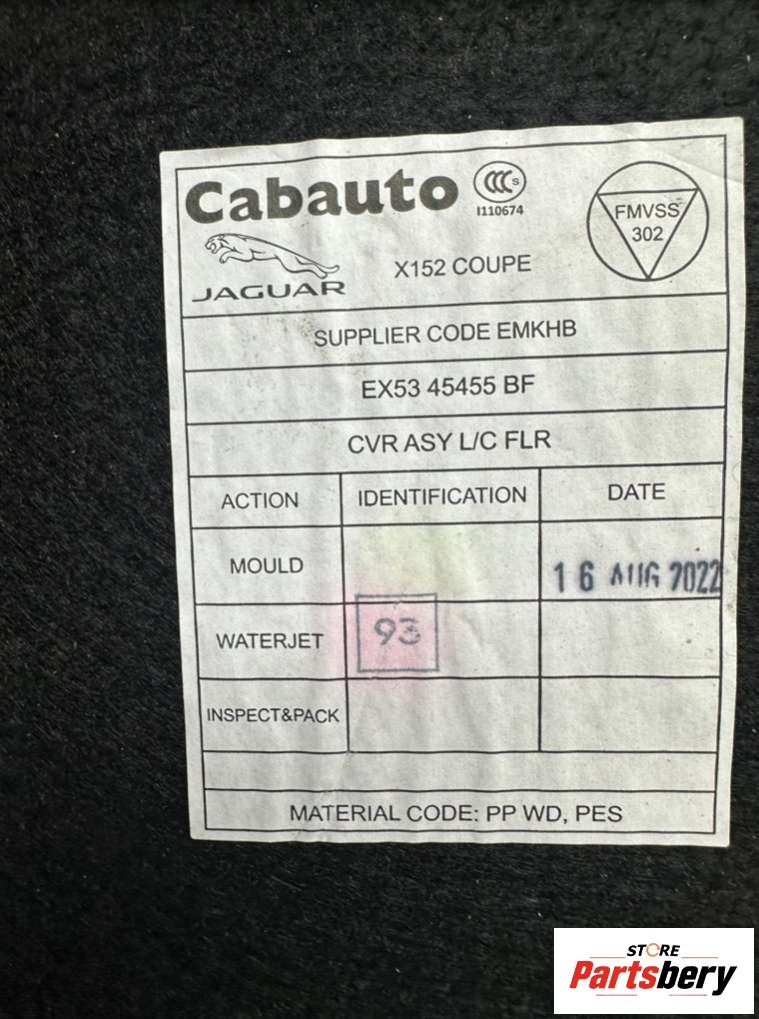 Cabauto
CCC S
I110674
FMVSS
302
JAGUAR
X152 COUPE
SUPPLIER CODE EMKHB
EX53 45455 BF
CVR ASY L/C FLR
ACTION IDENTIFICATION DATE
MOULD 16 AUG 2022
WATERJET 93
INSPECT&PACK
MATERIAL CODE: PP WD, PES
STORE
Partsbery